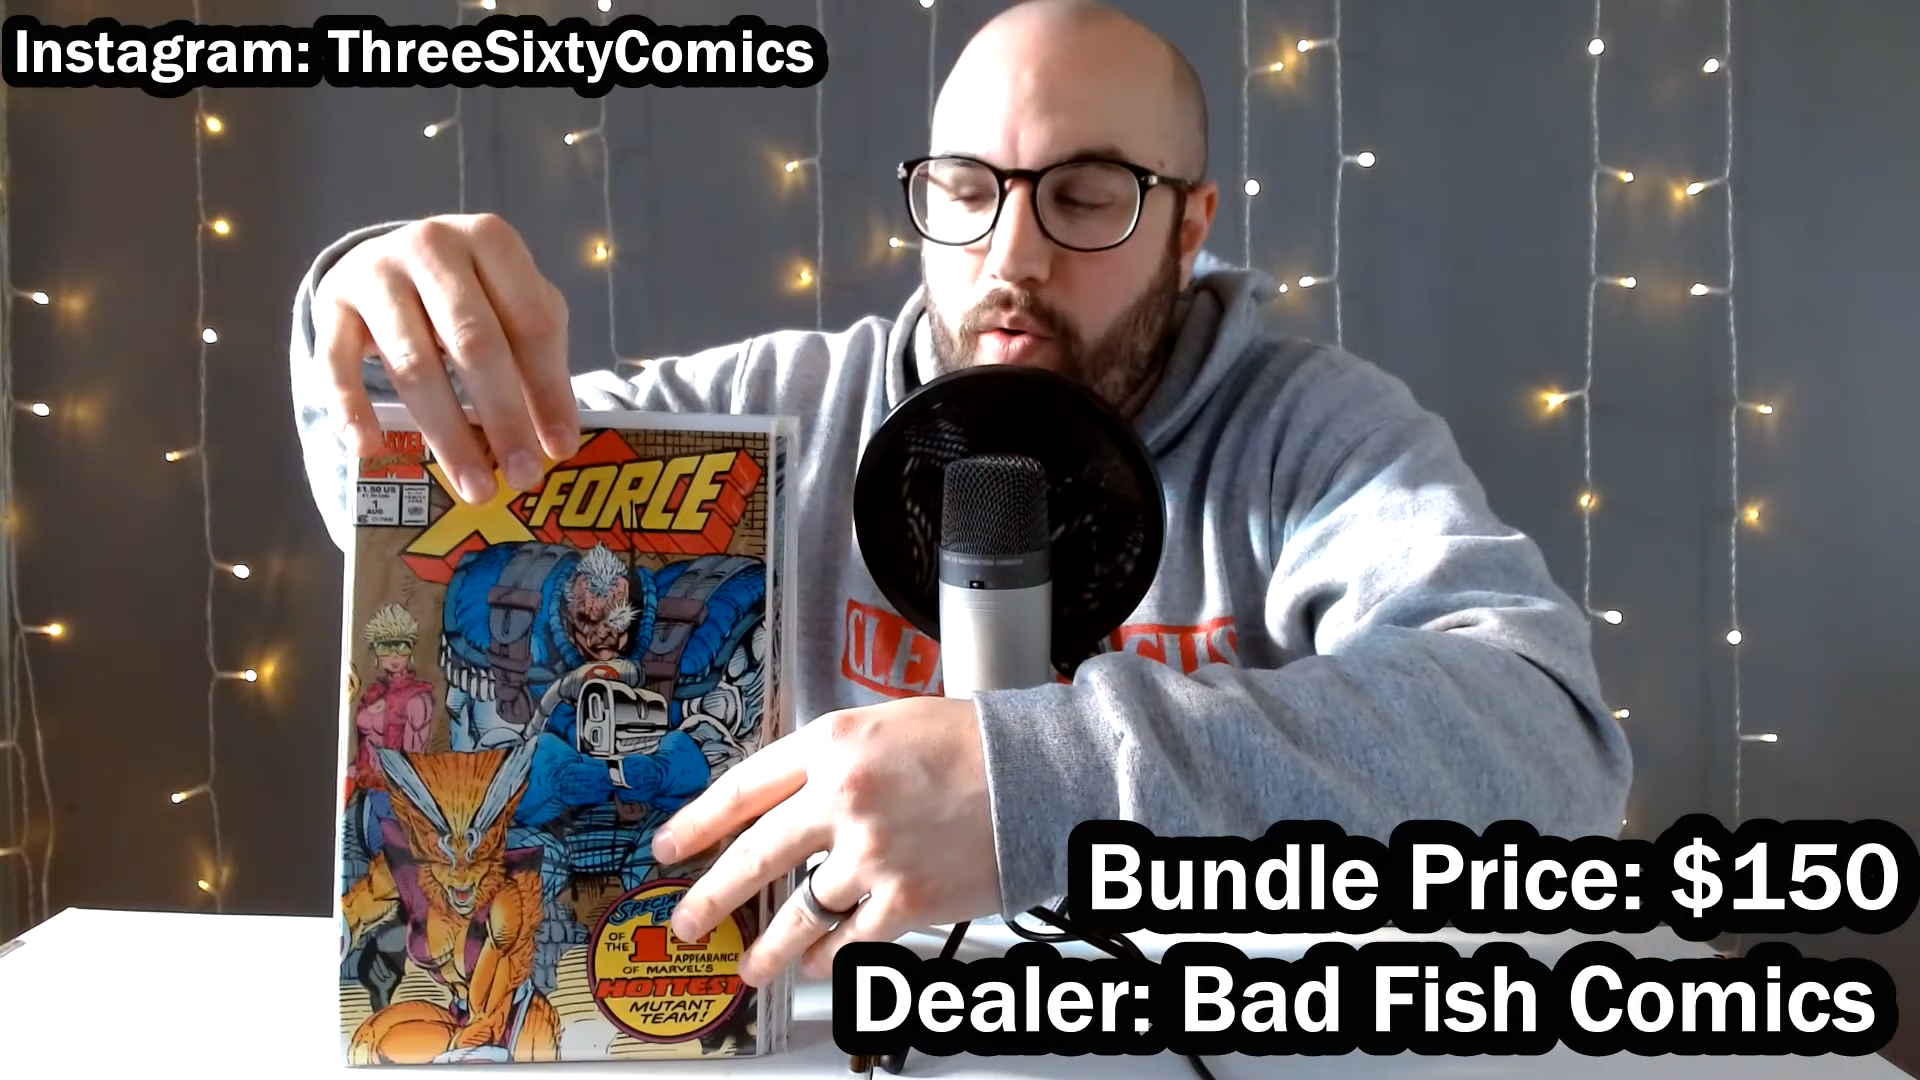 Instagram: ThreeSixtyComics
MARVEL
COMICS
$1.50 US
1
AUG
X-FORCE
SPECIAL
OF THE 1ST APPEARANCE
OF MARVEL'S
HOTTEST
MUTANT
TEAM!
Bundle Price: $150
Dealer: Bad Fish Comics